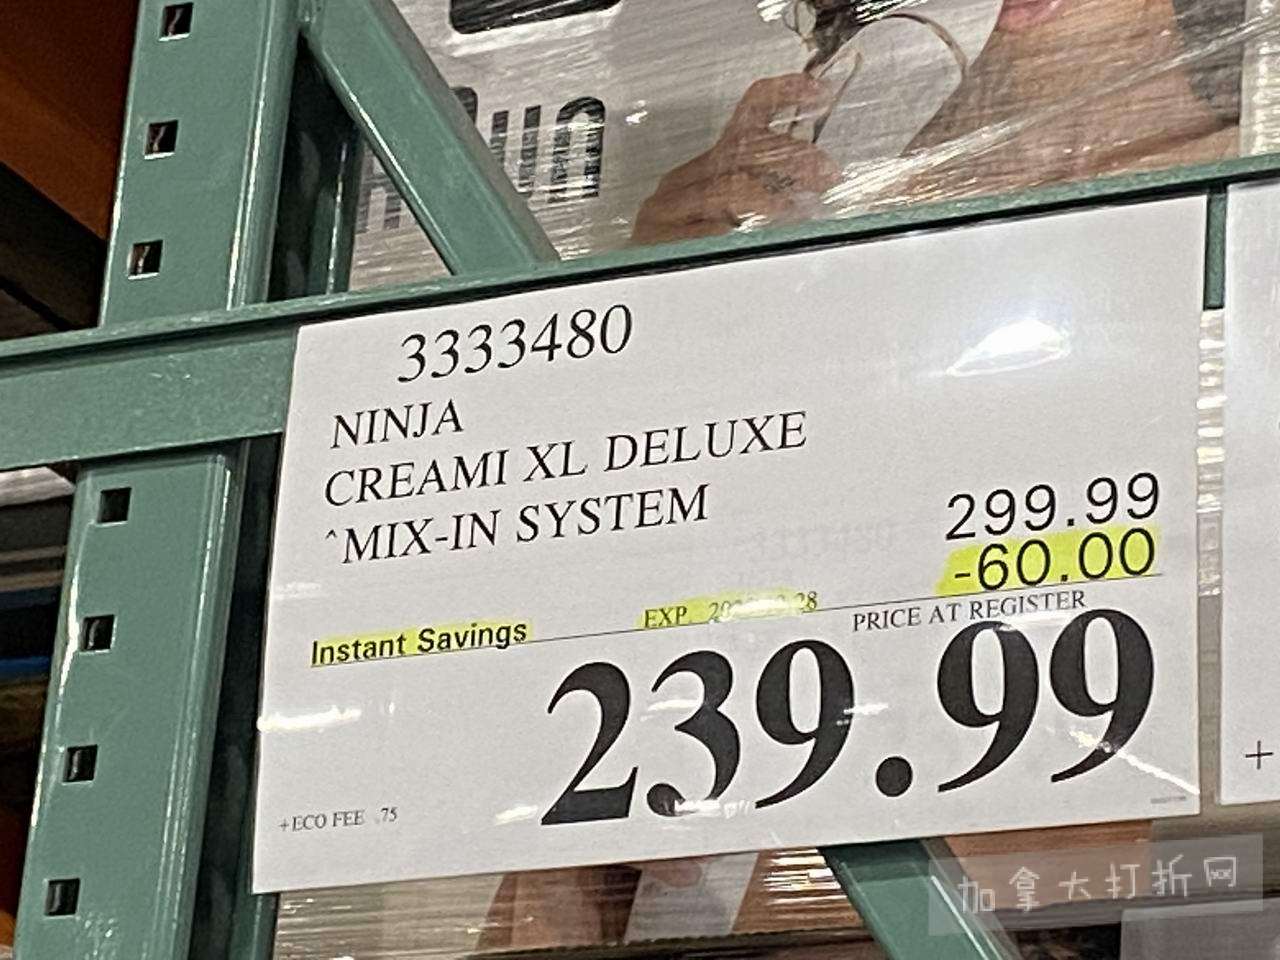 3333480
NINJA
CREAMI XL DELUXE
^MIX-IN SYSTEM
299.99
-60.00
Instant Savings
EXP
PRICE AT REGISTER
239.99
+ECO FEE .75
+
加拿大打折网